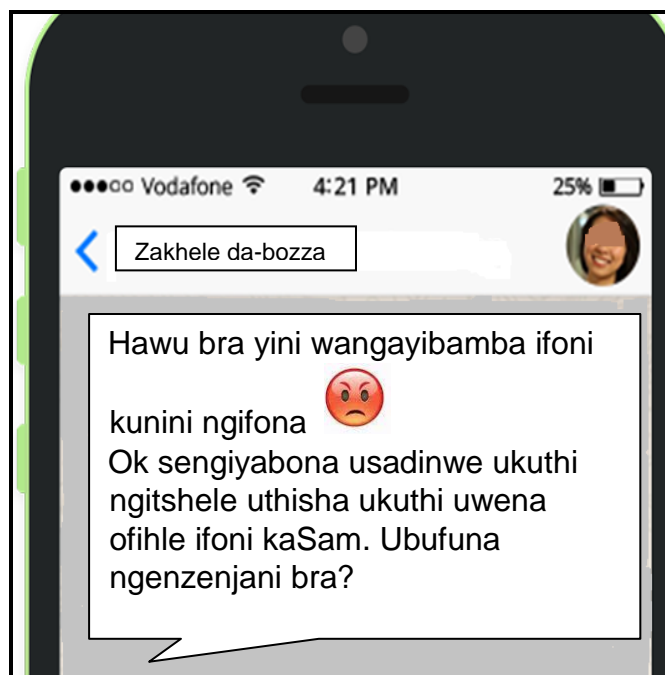 Vodafone 4:21 PM 25%
Zakhele da-bozza
Hawu bra yini wangayibamba ifoni
kunini ngifona
Ok sengiyabona usadinwe ukuthi
ngitshele uthisha ukuthi uwena
ofihle ifoni kaSam. Ubufuna
ngenzenjani bra?